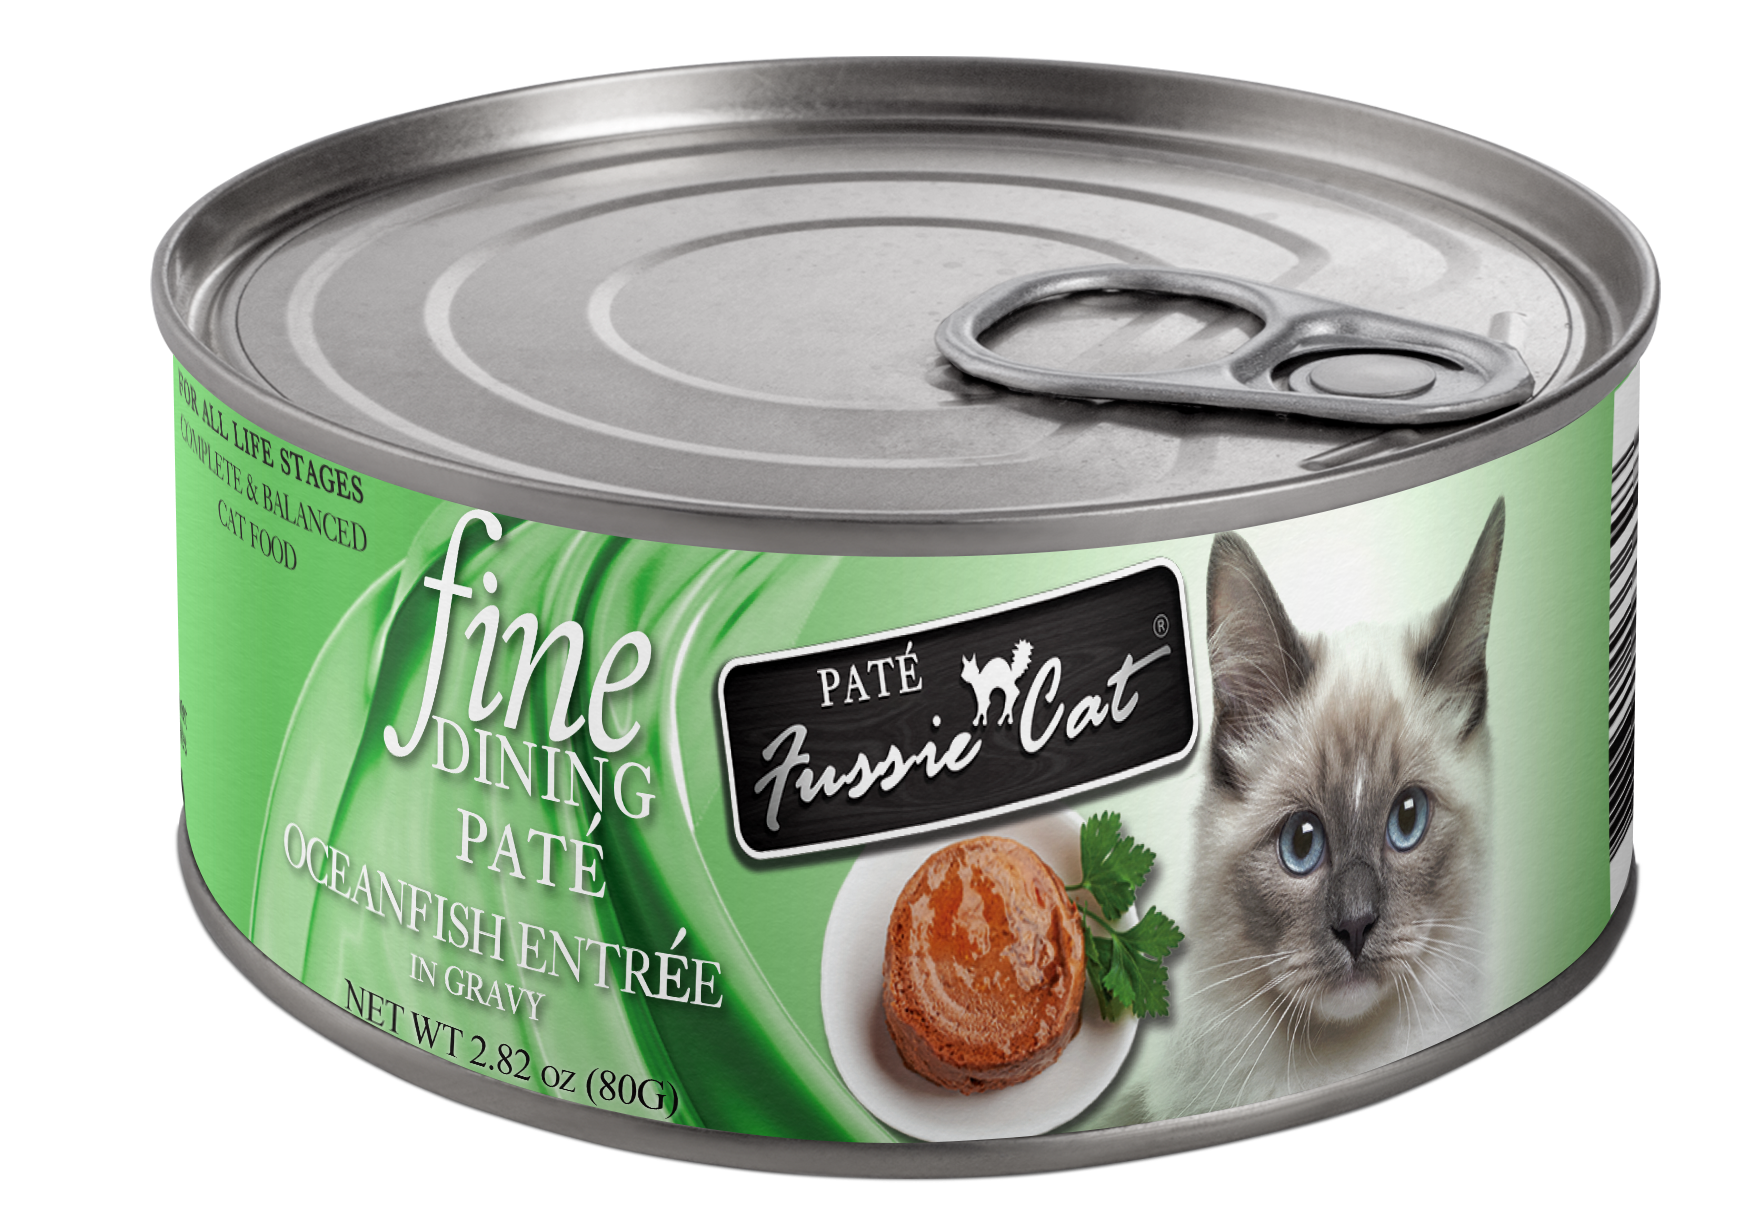 FOR ALL LIFE STAGES
COMPLETE & BALANCED
CAT FOOD
fine
DINING
PATÉ
OCEANFISH ENTRÉE
IN GRAVY
NET WT 2.82 oz (80G)
PATÉ
Fussie Cat®